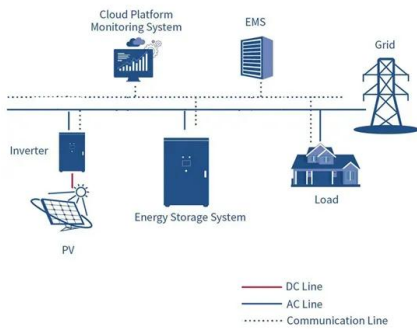 Cloud Platform
Monitoring System
EMS
Grid
Inverter
Energy Storage System
Load
PV
DC Line
AC Line
Communication Line